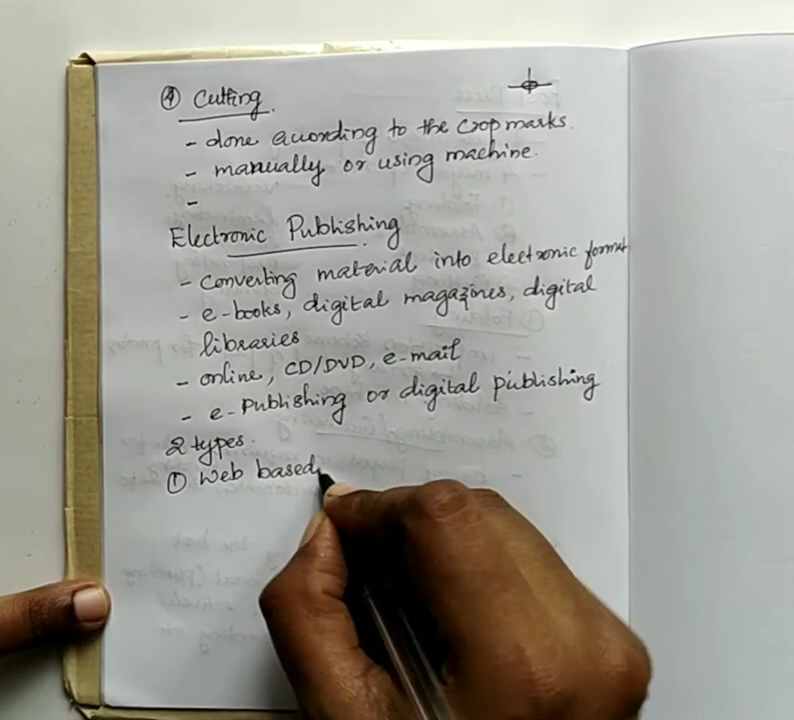 ④ Cutting.
- done acuording to the crop marks.
- manually or using machine.
-
Electronic Publishing.
- Converting material into electronic format
- e-books, digital magazines, digital
libraries
- online, CD/DVD, e-mail
- e-Publishing or digital publishing
2 types.
① Web based